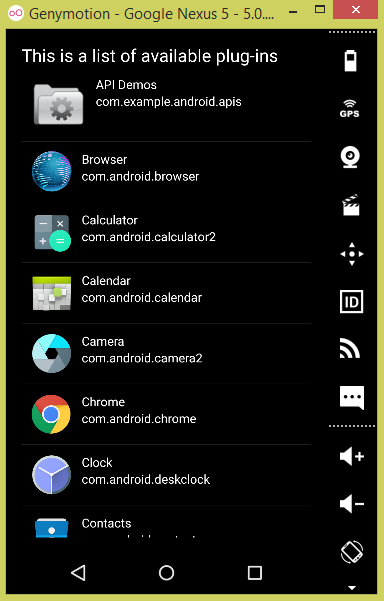 Genymotion - Google Nexus 5 - 5.0....
This is a list of available plug-ins
API Demos
com.example.android.apis
Browser
com.android.browser
Calculator
com.android.calculator2
Calendar
com.android.calendar
Camera
com.android.camera2
Chrome
com.android.chrome
Clock
com.android.deskclock
Contacts
GPS
ID